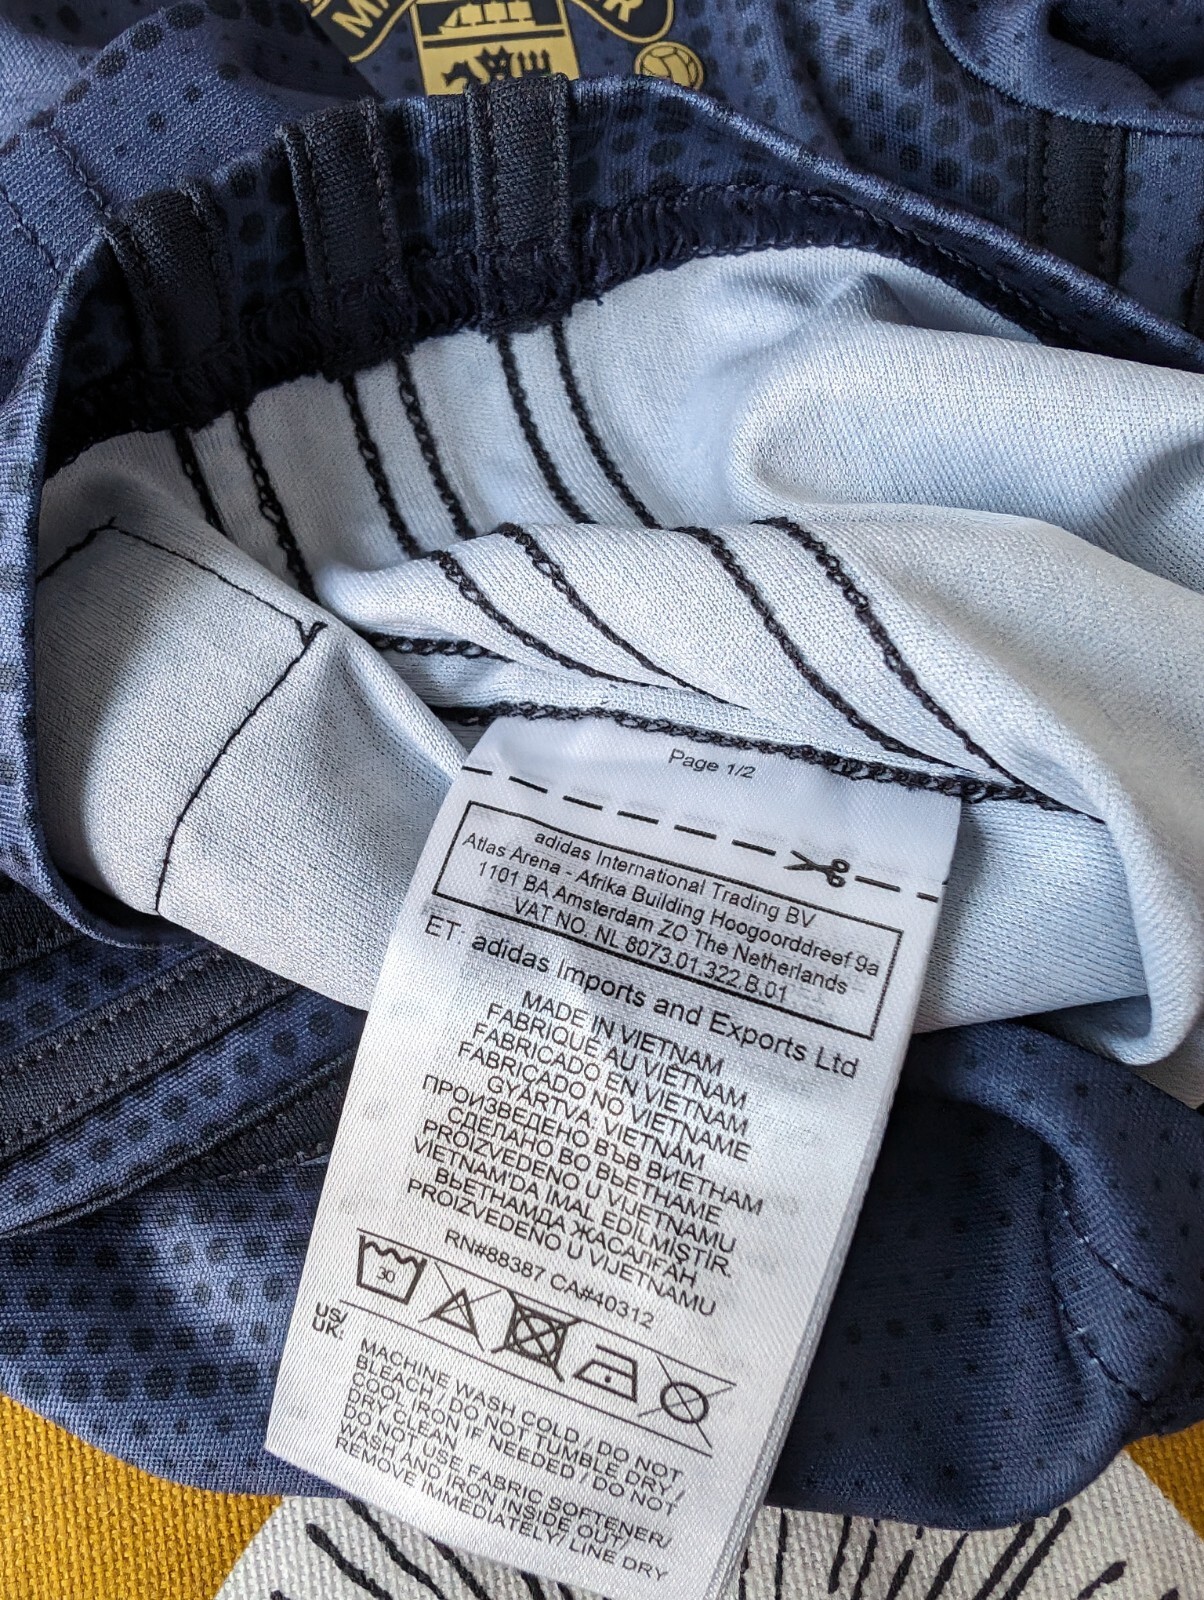 Page 1/2
adidas International Trading BV
Atlas Arena - Afrika Building Hoogoorddreef 9a
1101 BA Amsterdam ZO The Netherlands
VAT NO. NL 8073.01.322.B.01
ET: adidas Imports and Exports Ltd
MADE IN VIETNAM
FABRIQUE AU VIETNAM
FABRICADO EN VIETNAM
FABRICADO NO VIETNAME
GYÁRTVA VIETNAM
ПРОИЗВЕДЕНО ВЪВ ВИЕТНАМ
СДЕЛАНО ВО ВЬЕТНАМЕ
PROIZVEDENO U VIJETNAMU
VIETNAM'DA IMAL EDILMIŞTIR.
ВЬЕТНАМДА ЖАСАЛҒАН
PROIZVEDENO U VIJETNAMU
RN#88387 CA#40312
30
US/
UK:
MACHINE WASH COLD / DO NOT
BLEACH / DO NOT TUMBLE DRY /
COOL IRON IF NEEDED / DO NOT
DRY CLEAN
DO NOT USE FABRIC SOFTENER/
WASH AND IRON INSIDE OUT/
REMOVE IMMEDIATELY/ LINE DRY